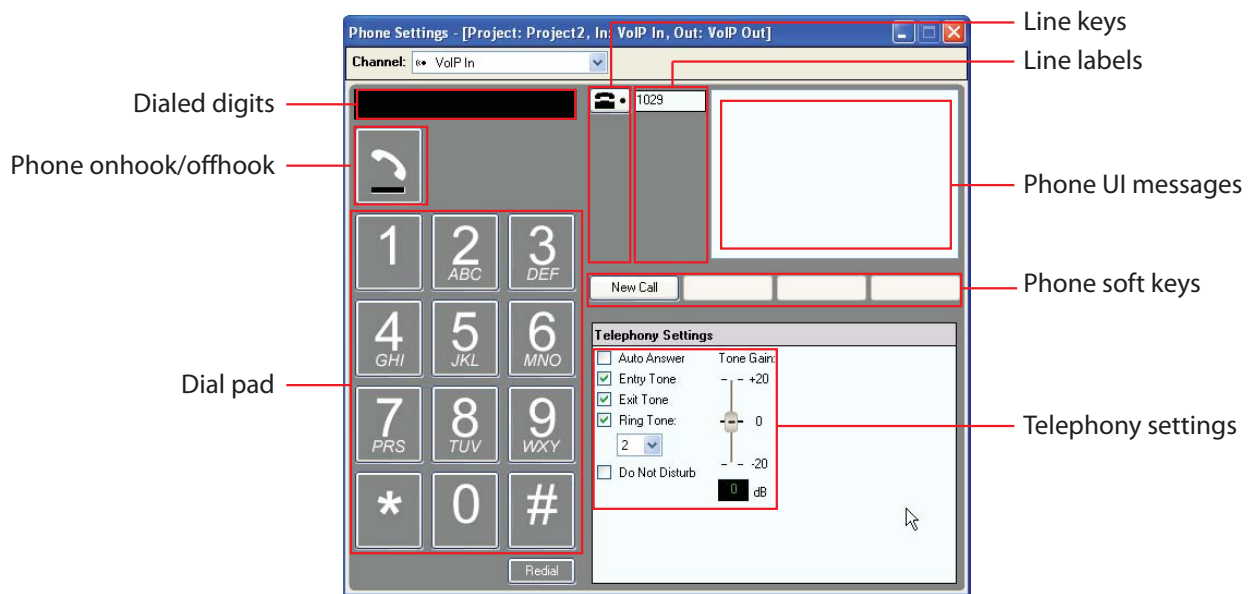 Phone Settings - [Project: Project2, In: VoIP In, Out: VoIP Out]
Line keys
Channel: VoIP In
Line labels
Dialed digits
1029
Phone onhook/offhook
Phone UI messages
1
2 ABC
3 DEF
New Call
Phone soft keys
4 GHI
5 JKL
6 MNO
Telephony Settings
Auto Answer
Tone Gain:
Entry Tone
+20
Exit Tone
Ring Tone:
0
2
-20
Do Not Disturb
0 dB
Dial pad
Telephony settings
7 PRS
8 TUV
9 WXY
* 0 #
Redial